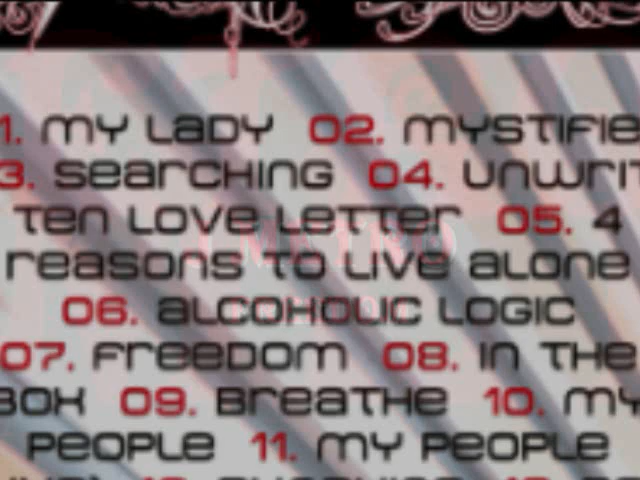 1. MY LADY 02. MYSTIFIE
3. SEARCHING 04. UNWRIT
TEN LOVE LETTER 05. 4
REASONS TO LIVE ALONE
06. ALCOHOLIC LOGIC
07. FREEDOM 08. IN THE
BOX 09. BREATHE 10. MY
PEOPLE 11. MY PEOPLE